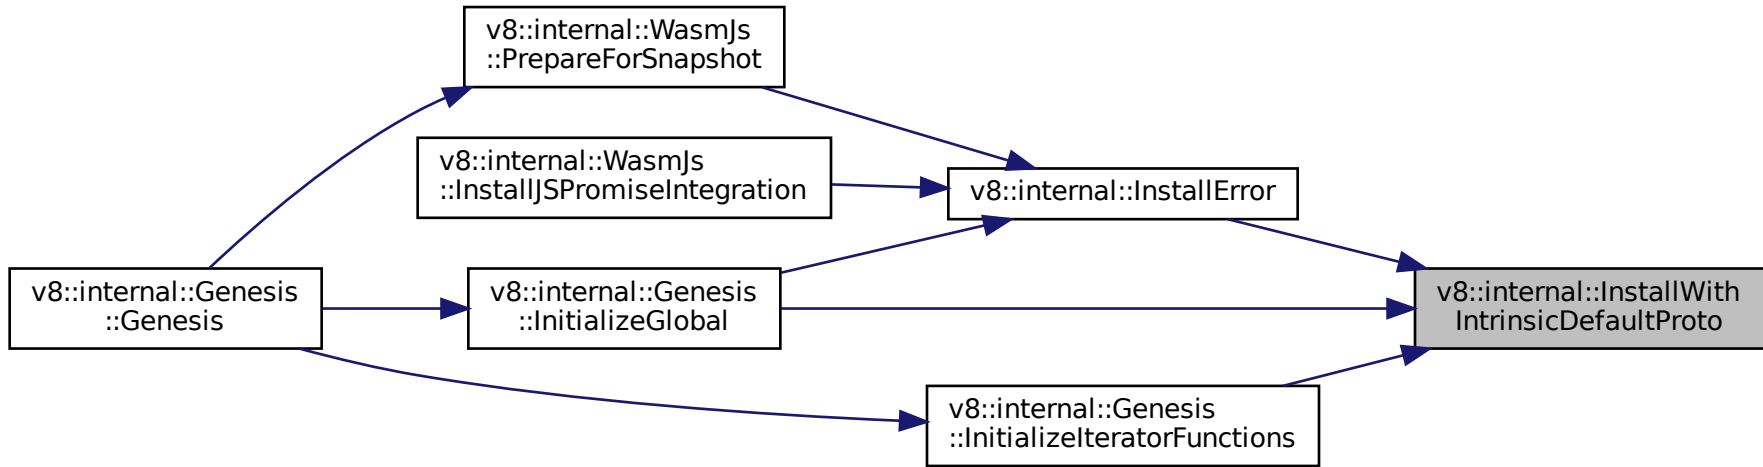 v8::internal::WasmJs
::PrepareForSnapshot
v8::internal::WasmJs
::InstallJSPromiseIntegration
v8::internal::InstallError
v8::internal::Genesis
::Genesis
v8::internal::Genesis
::InitializeGlobal
v8::internal::InstallWith
IntrinsicDefaultProto
v8::internal::Genesis
::InitializeIteratorFunctions